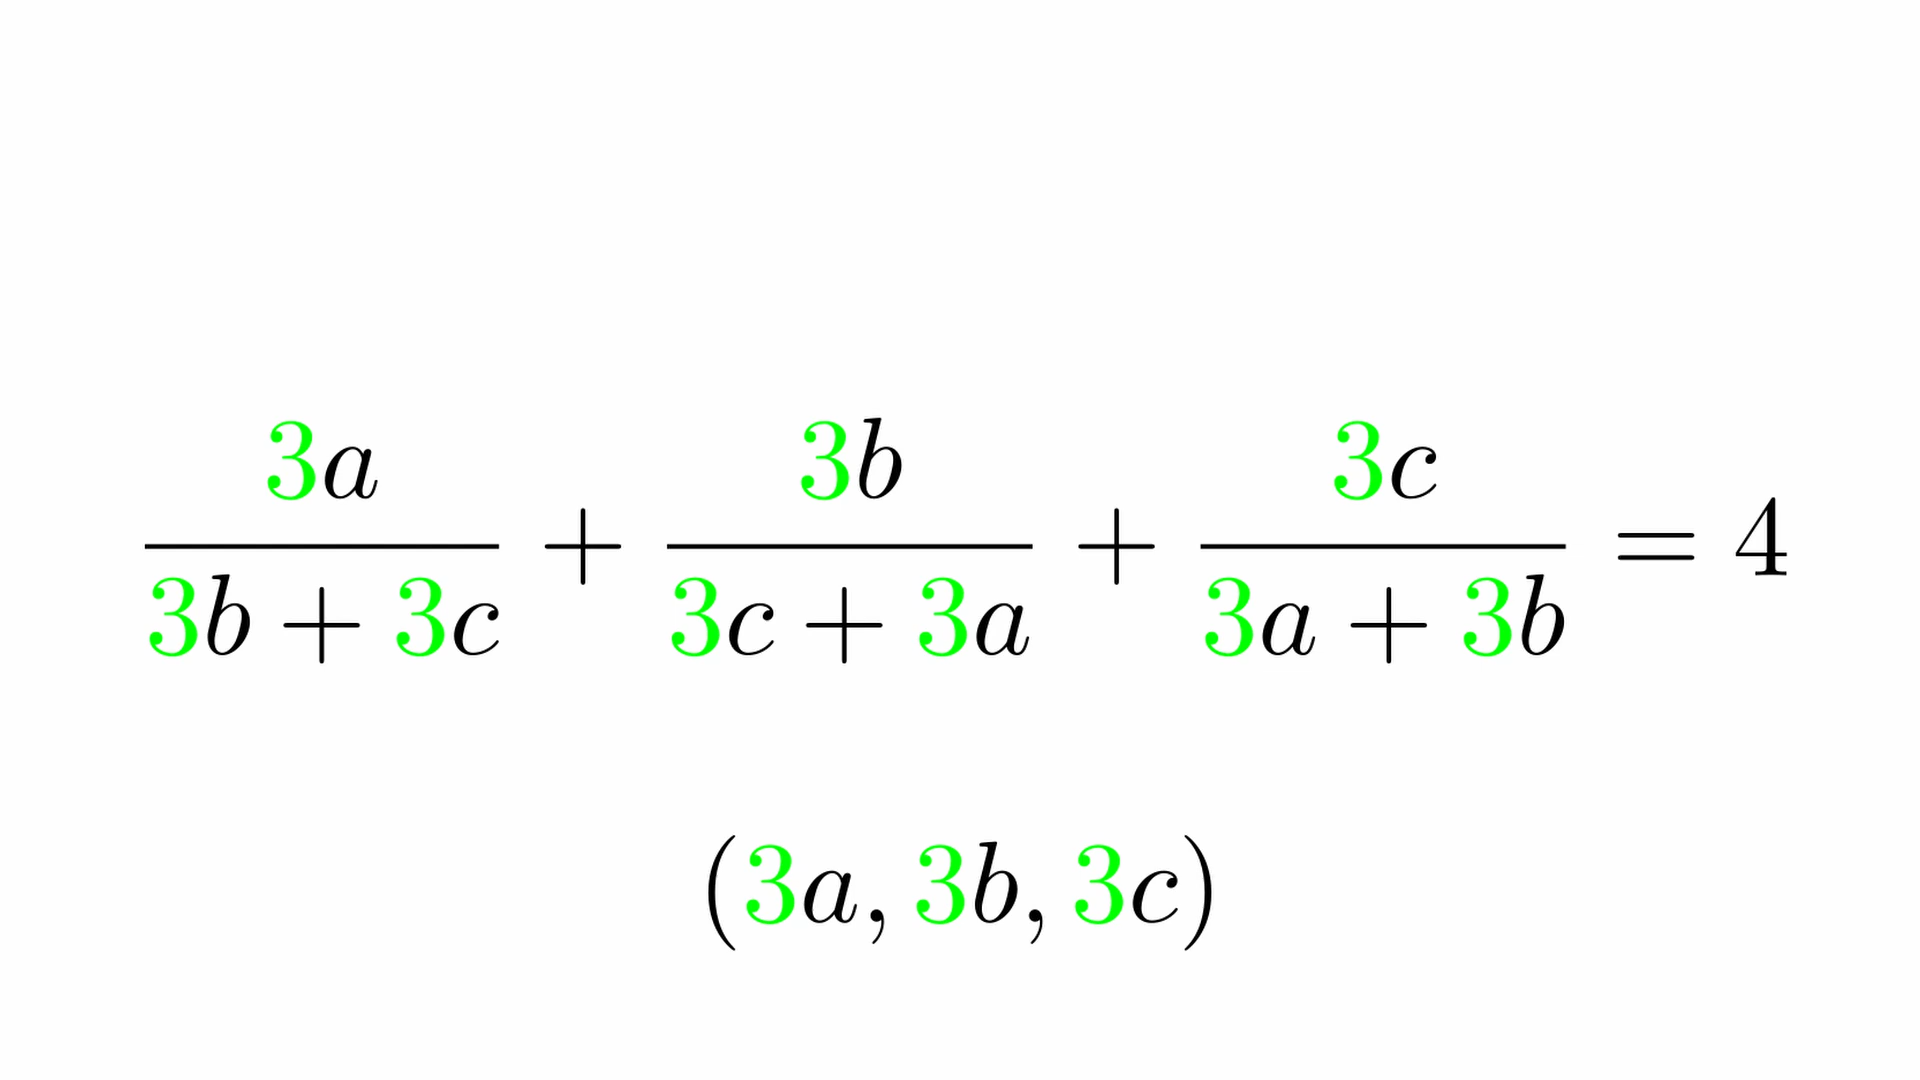 3a/(3b + 3c) + 3b/(3c + 3a) + 3c/(3a + 3b) = 4
(3a, 3b, 3c)